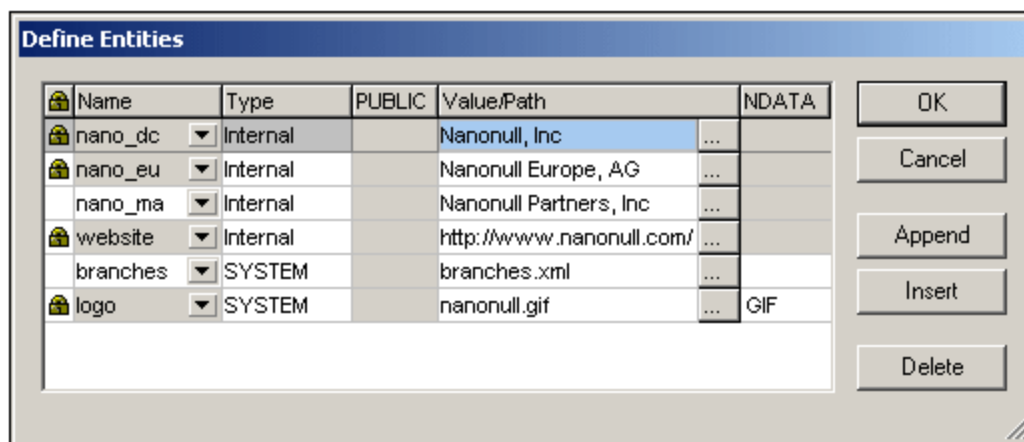 Define Entities
Name Type PUBLIC Value/Path NDATA
nano_dc Internal Nanonull, Inc ...
nano_eu Internal Nanonull Europe, AG ...
nano_ma Internal Nanonull Partners, Inc ...
website Internal http://www.nanonull.com/ ...
branches SYSTEM branches.xml ...
logo SYSTEM nanonull.gif ... GIF
OK
Cancel
Append
Insert
Delete